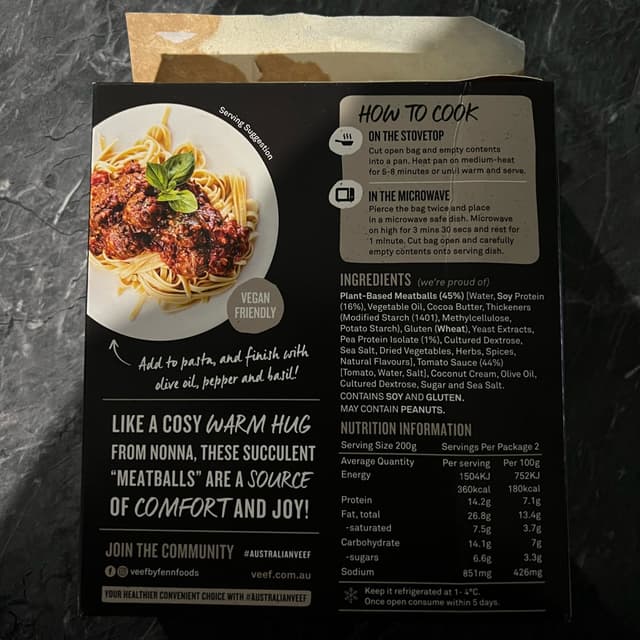 Serving Suggestion
VEGAN
FRIENDLY
Add to pasta, and finish with
olive oil, pepper and basil!
LIKE A COSY WARM HUG
FROM NONNA, THESE SUCCULENT
"MEATBALLS" ARE A SOURCE
OF COMFORT AND JOY!
JOIN THE COMMUNITY #AUSTRALIANVEEF
veefbyfennfoods veef.com.au
YOUR HEALTHIER CONVENIENT CHOICE WITH #AUSTRALIANVEEF
HOW TO COOK
ON THE STOVETOP
Cut open bag and empty contents
into a pan. Heat pan on medium-heat
for 5-8 minutes or until warm and serve.
IN THE MICROWAVE
Pierce the bag twice and place
in a microwave safe dish. Microwave
on high for 3 mins 30 secs and rest for
1 minute. Cut bag open and carefully
empty contents onto serving dish.
INGREDIENTS (we're proud of)
Plant-Based Meatballs (45%) [Water, Soy Protein
(16%), Vegetable Oil, Cocoa Butter, Thickeners
(Modified Starch (1401), Methylcellulose,
Potato Starch), Gluten (Wheat), Yeast Extracts,
Pea Protein Isolate (1%), Cultured Dextrose,
Sea Salt, Dried Vegetables, Herbs, Spices,
Natural Flavours], Tomato Sauce (44%)
[Tomato, Water, Salt], Coconut Cream, Olive Oil,
Cultured Dextrose, Sugar and Sea Salt.
CONTAINS SOY AND GLUTEN.
MAY CONTAIN PEANUTS.
NUTRITION INFORMATION
Serving Size 200g Servings Per Package 2
Average Quantity Per serving Per 100g
Energy 1504KJ 752KJ
360kcal 180kcal
Protein 14.2g 7.1g
Fat, total 26.8g 13.4g
-saturated 7.5g 3.7g
Carbohydrate 14.1g 7g
-sugars 6.6g 3.3g
Sodium 851mg 426mg
Keep it refrigerated at 1- 4°C.
Once open consume within 5 days.